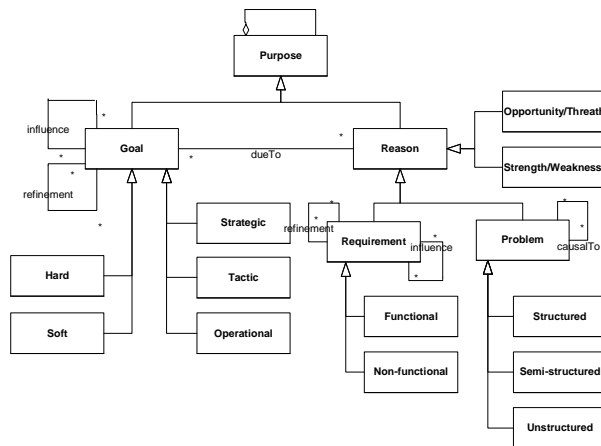 Purpose
Opportunity/Threath
influence
*
*
Goal
*
dueTo
*
Reason
*
refinement
*
*
Strength/Weakness
Strategic
*
refinement
*
Requirement
*
influence
*
Problem
*
*
causalTo
Hard
Tactic
Functional
Structured
Soft
Operational
Non-functional
Semi-structured
Unstructured